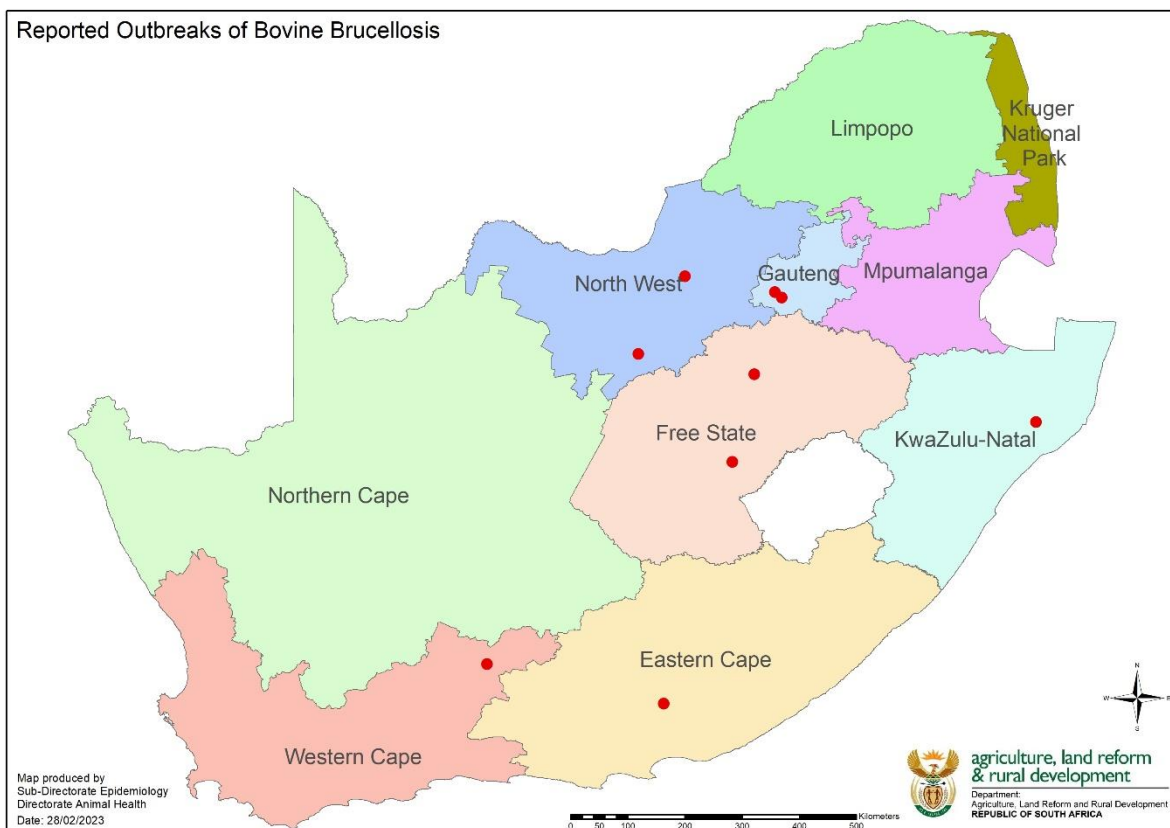 Reported Outbreaks of Bovine Brucellosis
Limpopo
Kruger
National
Park
North West
Gauteng
Mpumalanga
Free State
KwaZulu-Natal
Northern Cape
Eastern Cape
Western Cape
N
W
E
S
Map produced by
Sub-Directorate Epidemiology
Directorate Animal Health
Date: 28/02/2023
Kilometers
0 50 100 200 300 400 500
agriculture, land reform
& rural development
Department:
Agriculture, Land Reform and Rural Development
REPUBLIC OF SOUTH AFRICA